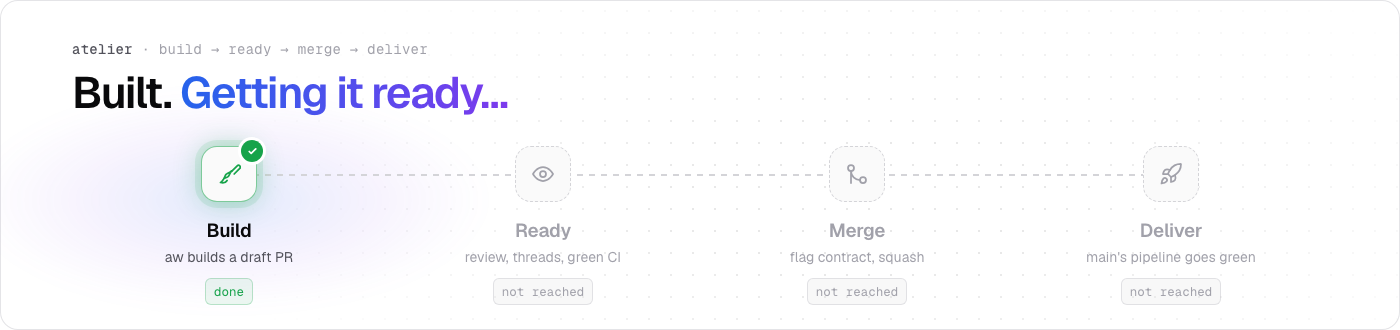 atelier · build → ready → merge → deliver
Built. Getting it ready...
Build
aw builds a draft PR
done
Ready
review, threads, green CI
not reached
Merge
flag contract, squash
not reached
Deliver
main's pipeline goes green
not reached